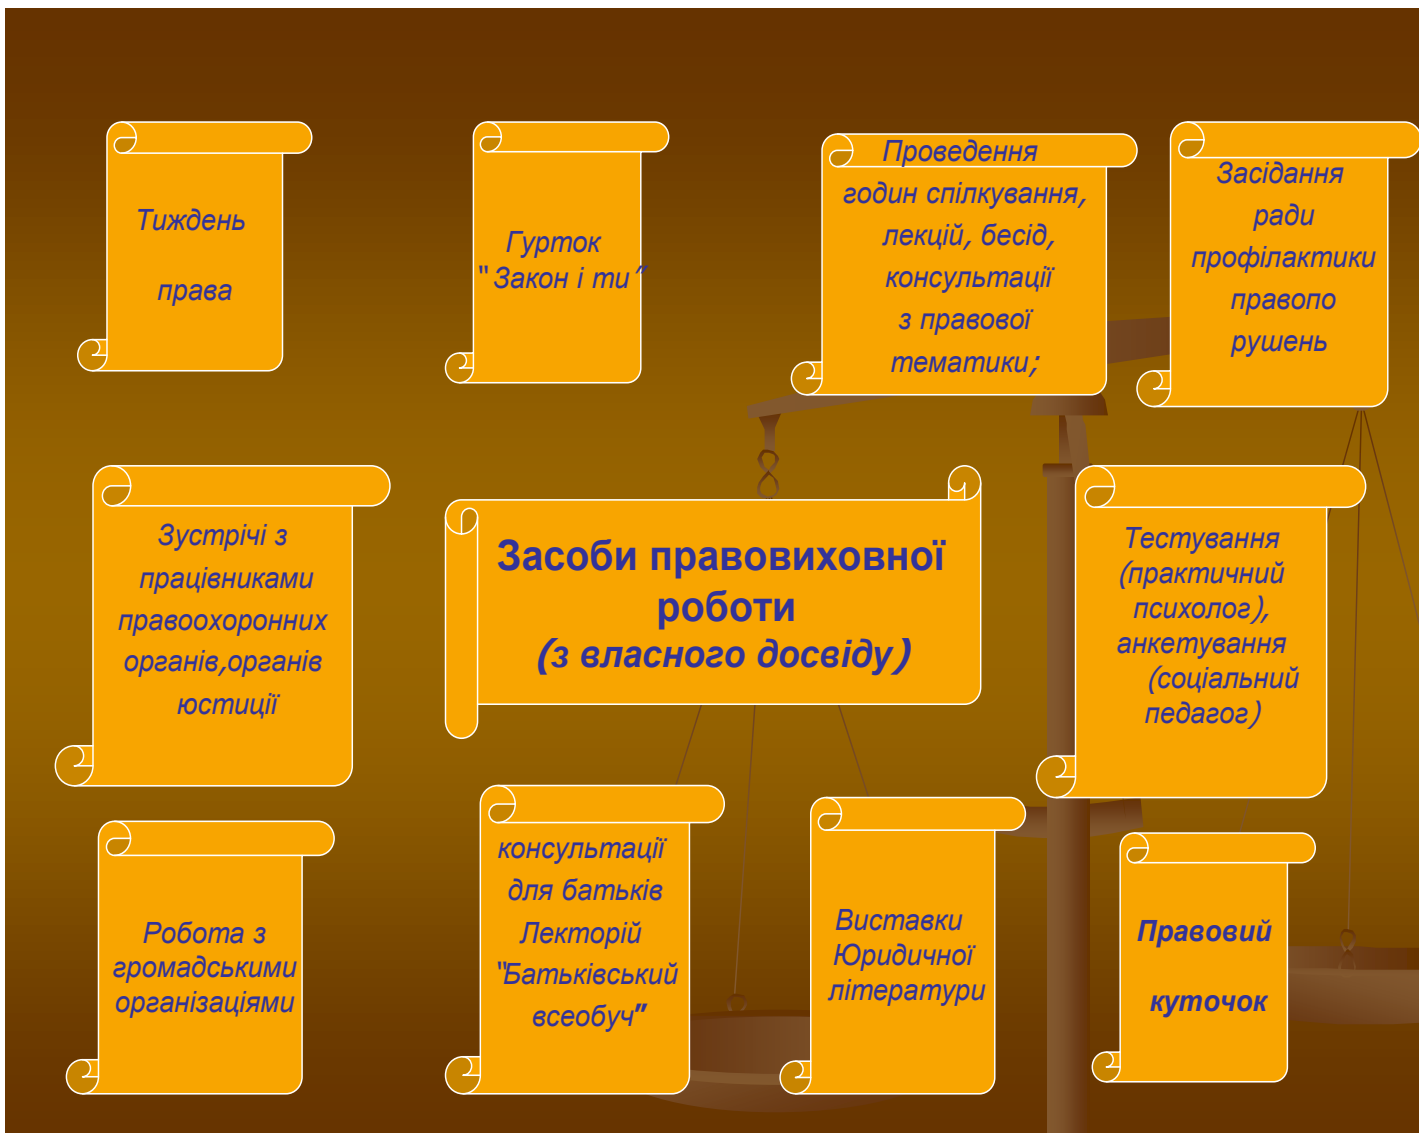 Тиждень
права
Гурток
"Закон і ти"
Проведення
годин спілкування,
лекцій, бесід,
консультації
з правової
тематики;
Засідання
ради
профілактики
правопо
рушень
Зустрічі з
працівниками
правоохоронних
органів,органів
юстиції
Засоби правовиховної
роботи
(з власного досвіду)
Тестування
(практичний
психолог),
анкетування
(соціальний
педагог)
Робота з
громадськими
організаціями
консультації
для батьків
Лекторій
"Батьківський
всеобуч"
Виставки
Юридичної
літератури
Правовий
куточок